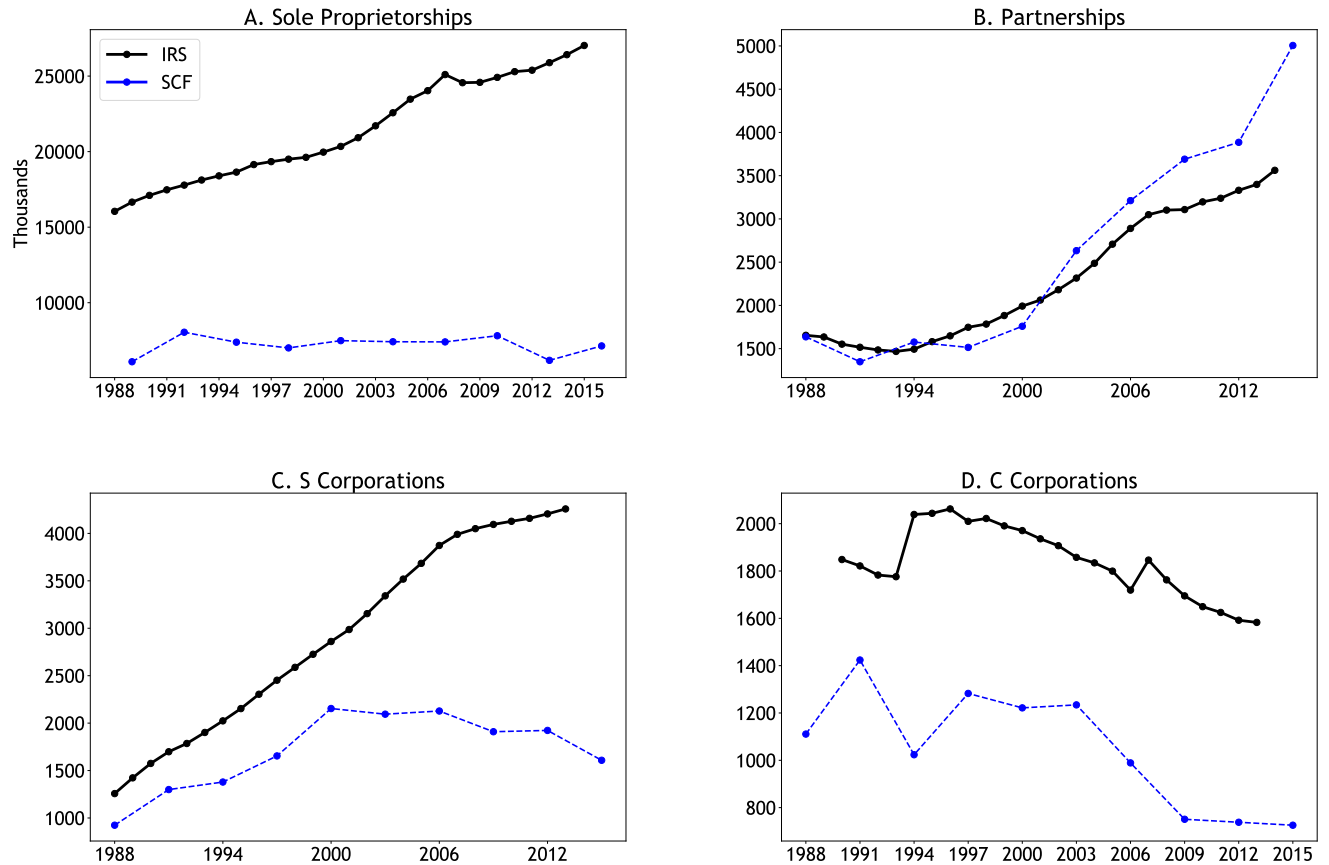 A. Sole Proprietorships
IRS
SCF
Thousands
25000
20000
15000
10000
1988 1991 1994 1997 2000 2003 2006 2009 2012 2015
B. Partnerships
5000
4500
4000
3500
3000
2500
2000
1500
1988 1994 2000 2006 2012
C. S Corporations
4000
3500
3000
2500
2000
1500
1000
1988 1994 2000 2006 2012
D. C Corporations
2000
1800
1600
1400
1200
1000
800
1988 1991 1994 1997 2000 2003 2006 2009 2012 2015